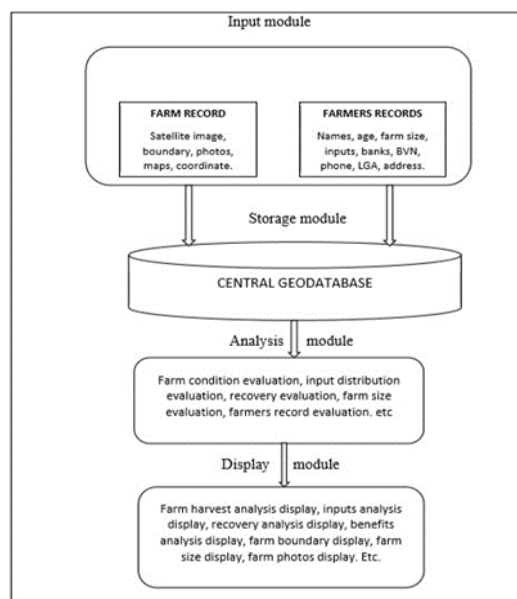 Input module
FARM RECORD
Satellite image,
boundary, photos,
maps, coordinate.
FARMERS RECORDS
Names, age, farm size,
inputs, banks, BVN,
phone, LGA, address.
Storage module
CENTRAL GEODATABASE
Analysis module
Farm condition evaluation, input distribution
evaluation, recovery evaluation, farm size
evaluation, farmers record evaluation. etc
Display module
Farm harvest analysis display, inputs analysis
display, recovery analysis display, benefits
analysis display, farm boundary display, farm
size display, farm photos display. Etc.